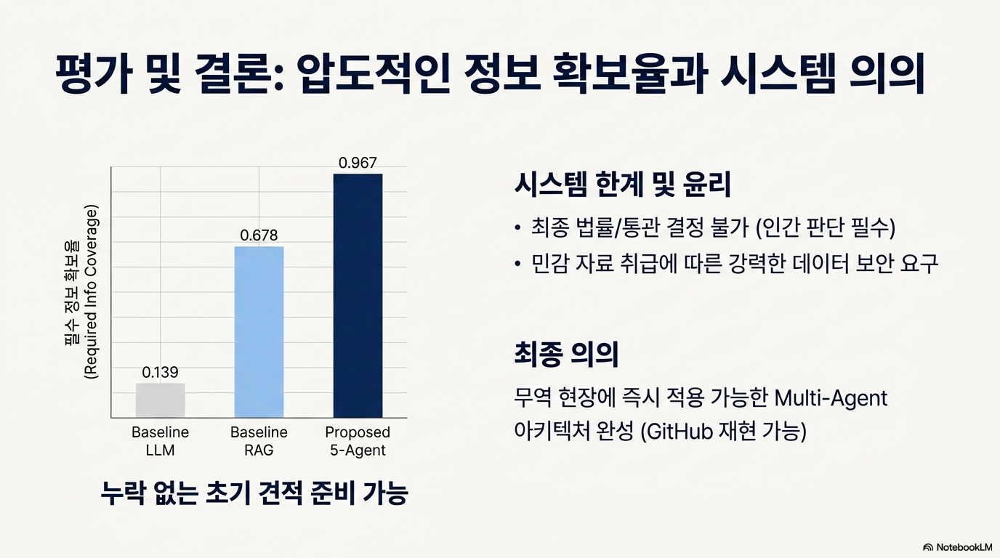 평가 및 결론: 압도적인 정보 확보율과 시스템 의의
필수 정보 확보율
(Required Info Coverage)
0.139
0.678
0.967
Baseline
LLM
Baseline
RAG
Proposed
5-Agent
누락 없는 초기 견적 준비 가능
시스템 한계 및 윤리
• 최종 법률/통관 결정 불가 (인간 판단 필수)
• 민감 자료 취급에 따른 강력한 데이터 보안 요구
최종 의의
무역 현장에 즉시 적용 가능한 Multi-Agent
아키텍처 완성 (GitHub 재현 가능)
NotebookLM